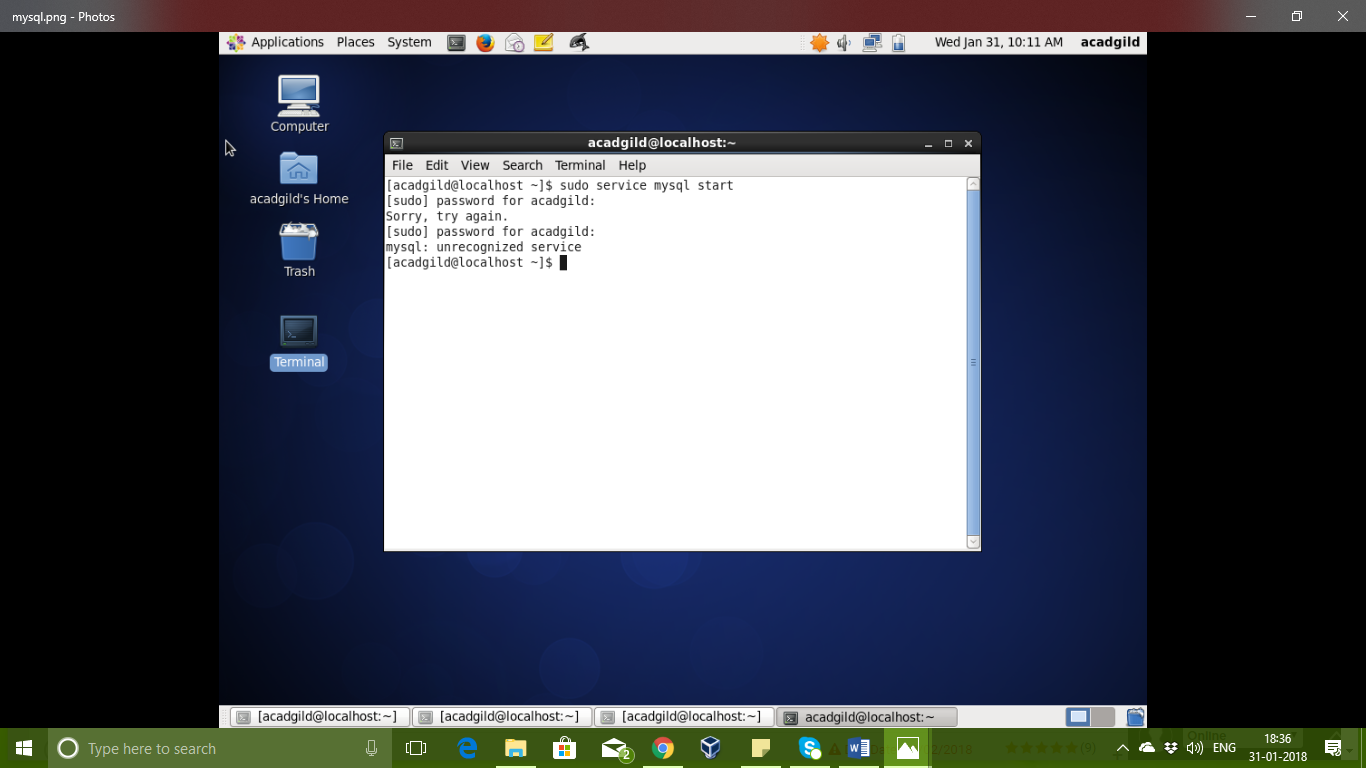 mysql.png - Photos
Applications Places System
Wed Jan 31, 10:11 AM acadgild
Computer
acadgild's Home
Trash
Terminal
acadgild@localhost:~
File Edit View Search Terminal Help
[acadgild@localhost ~]$ sudo service mysql start
[sudo] password for acadgild:
Sorry, try again.
[sudo] password for acadgild:
mysql: unrecognized service
[acadgild@localhost ~]$
[acadgild@localhost:~] [acadgild@localhost:~] [acadgild@localhost:~] acadgild@localhost:~
Type here to search
2
Online
(9)
ENG
18:36
31-01-2018